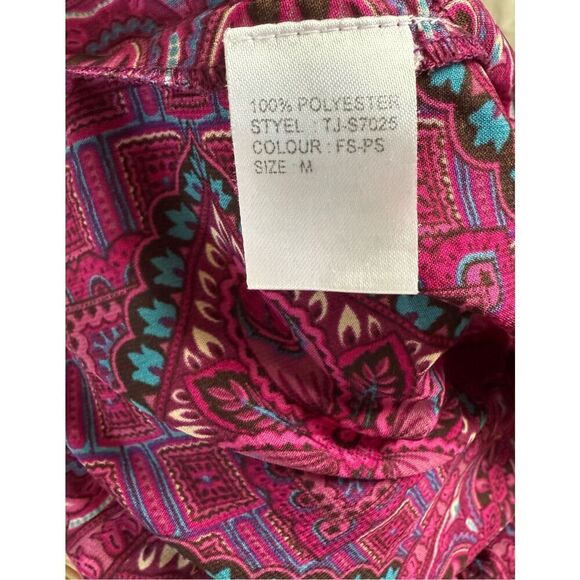 100% POLYESTER
STYEL : TJ-S7025
COLOUR : FS-PS
SIZE : M